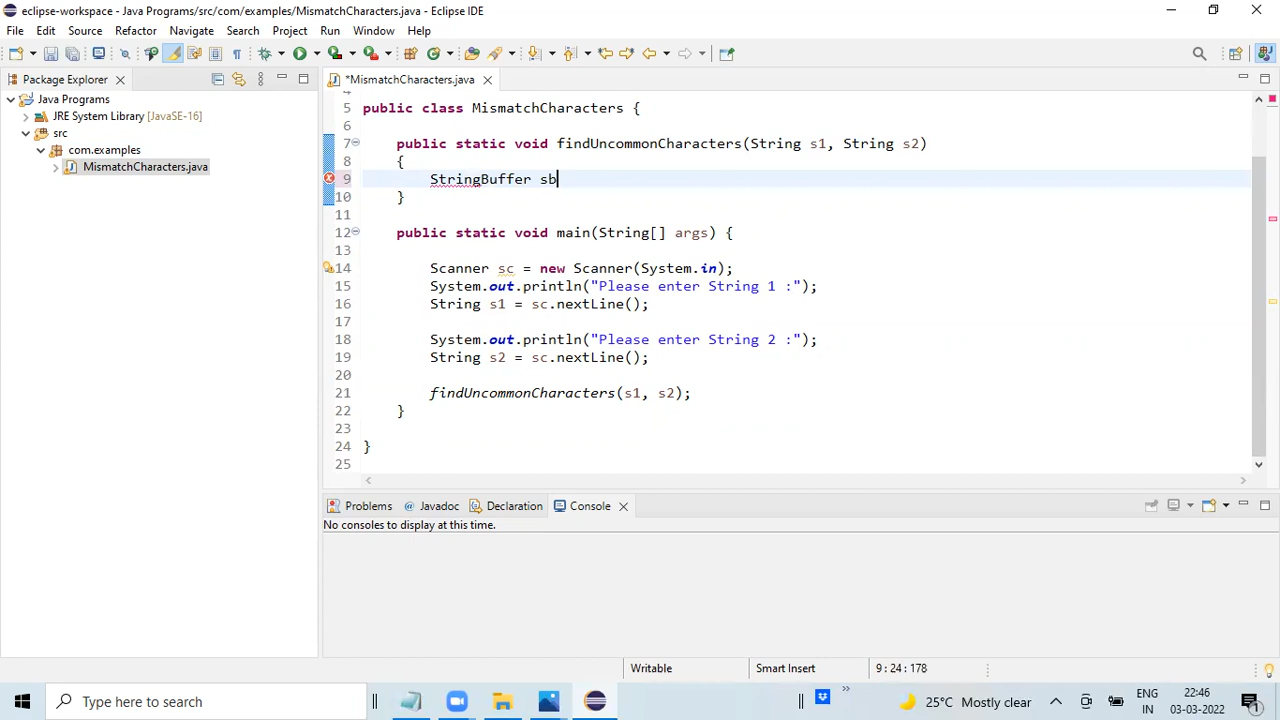 eclipse-workspace - Java Programs/src/com/examples/MismatchCharacters.java - Eclipse IDE
File Edit Source Refactor Navigate Search Project Run Window Help
Package Explorer
*MismatchCharacters.java
Java Programs
JRE System Library [JavaSE-16]
src
com.examples
MismatchCharacters.java
5 public class MismatchCharacters {
6
7 public static void findUncommonCharacters(String s1, String s2)
8 {
9 StringBuffer sb
10 }
11
12 public static void main(String[] args) {
13
14 Scanner sc = new Scanner(System.in);
15 System.out.println("Please enter String 1 :");
16 String s1 = sc.nextLine();
17
18 System.out.println("Please enter String 2 :");
19 String s2 = sc.nextLine();
20
21 findUncommonCharacters(s1, s2);
22 }
23
24 }
25
Problems @ Javadoc Declaration Console
No consoles to display at this time.
Writable Smart Insert 9 : 24 : 178
Type here to search
25°C Mostly clear
ENG IN
22:46
03-03-2022
1